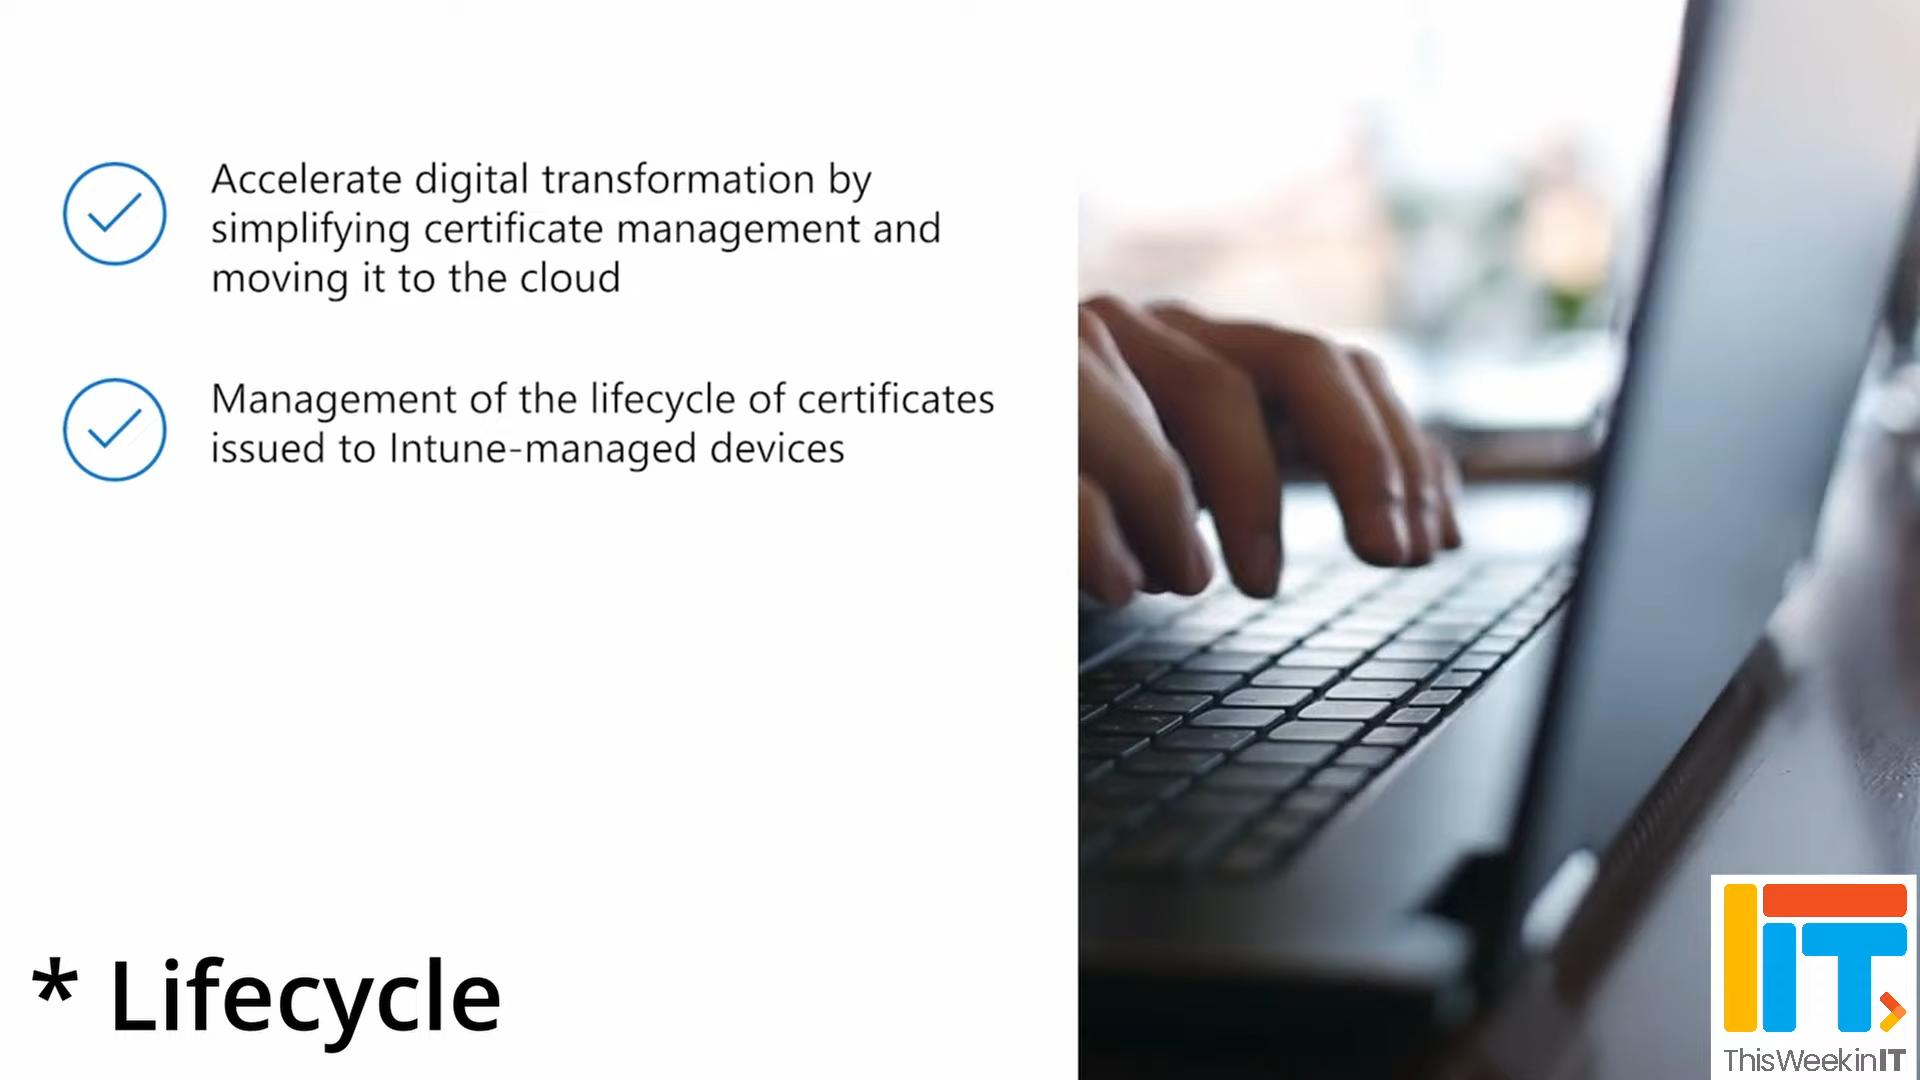 Accelerate digital transformation by
simplifying certificate management and
moving it to the cloud
Management of the lifecycle of certificates
issued to Intune-managed devices
* Lifecycle
IT
ThisWeekinIT